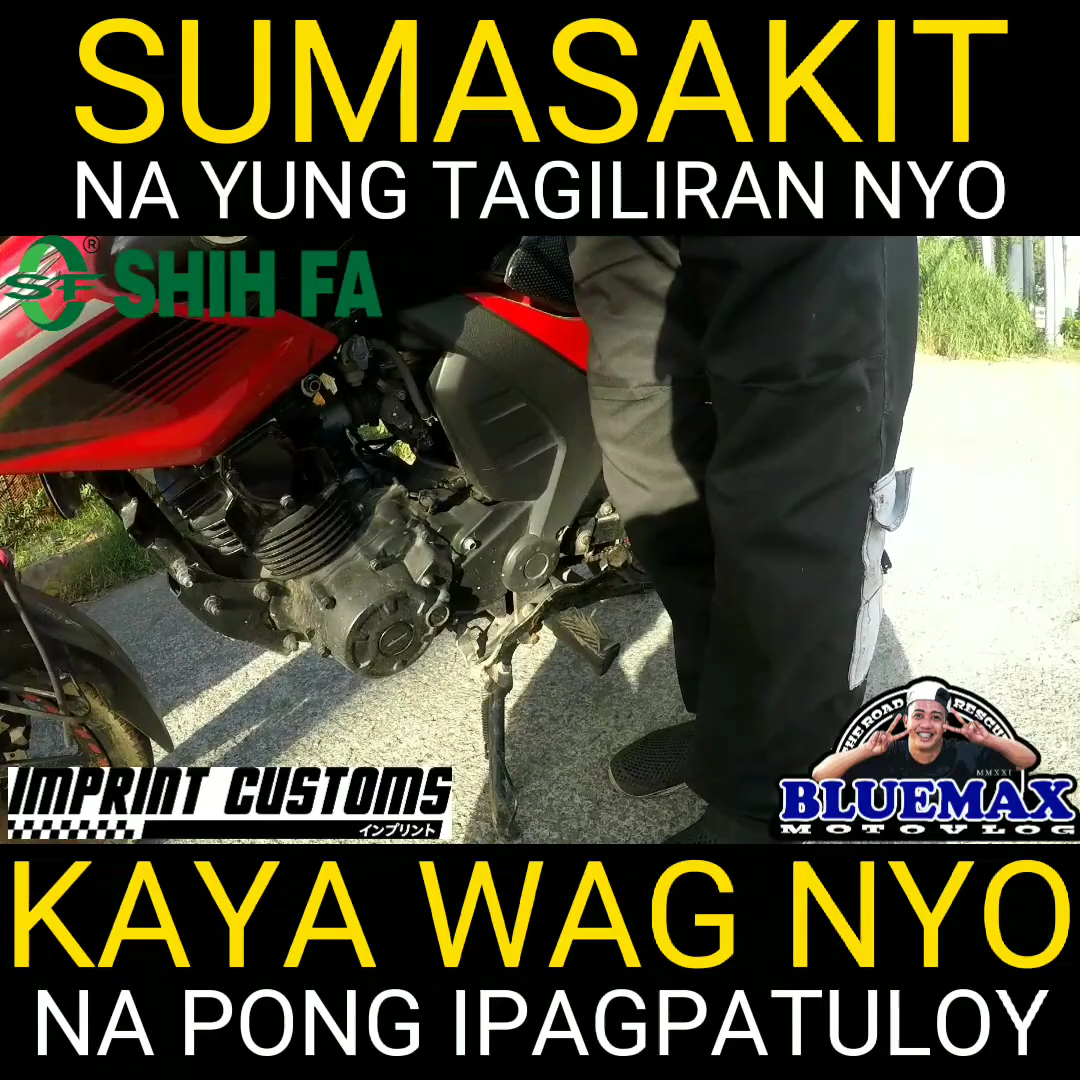 SUMASAKIT
NA YUNG TAGILIRAN NYO
SF® SHIH FA
THE ROAD RESCUE
IMPRINT CUSTOMS
インプリント
MMXXI
BLUEMAX
MOTOVLOG
KAYA WAG NYO
NA PONG IPAGPATULOY